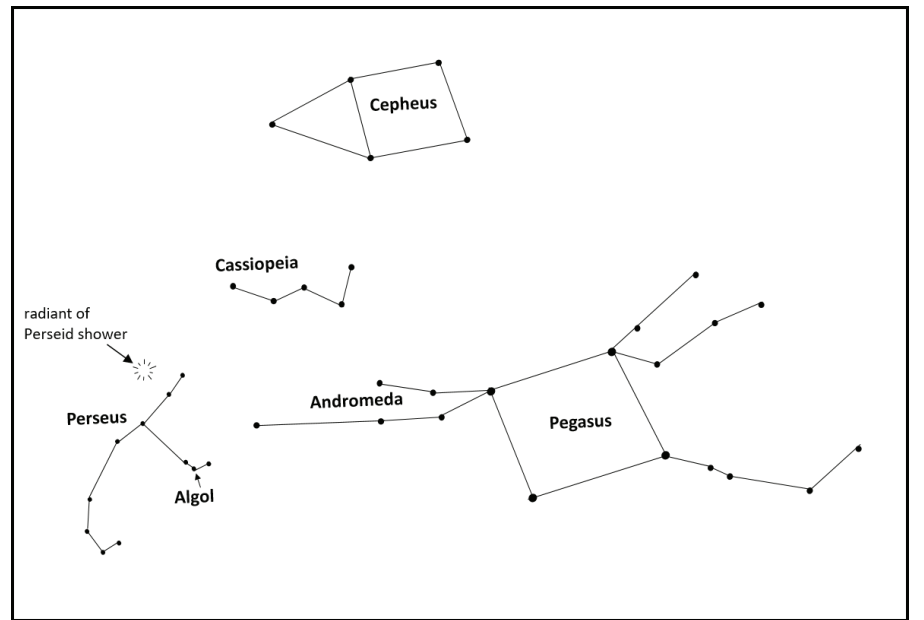 Cepheus
Cassiopeia
radiant of
Perseid shower
Andromeda
Perseus
Pegasus
Algol